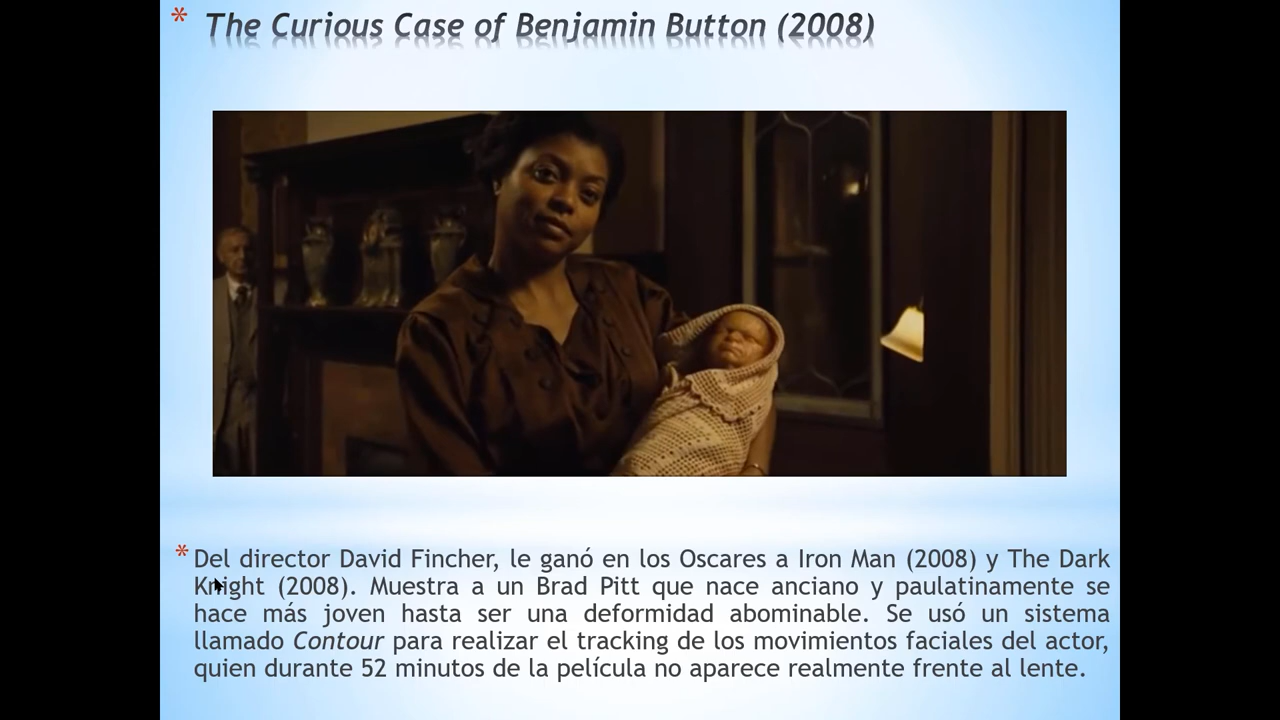 * The Curious Case of Benjamin Button (2008)
* Del director David Fincher, le ganó en los Oscares a Iron Man (2008) y The Dark
Knight (2008). Muestra a un Brad Pitt que nace anciano y paulatinamente se
hace más joven hasta ser una deformidad abominable. Se usó un sistema
llamado Contour para realizar el tracking de los movimientos faciales del actor,
quien durante 52 minutos de la película no aparece realmente frente al lente.